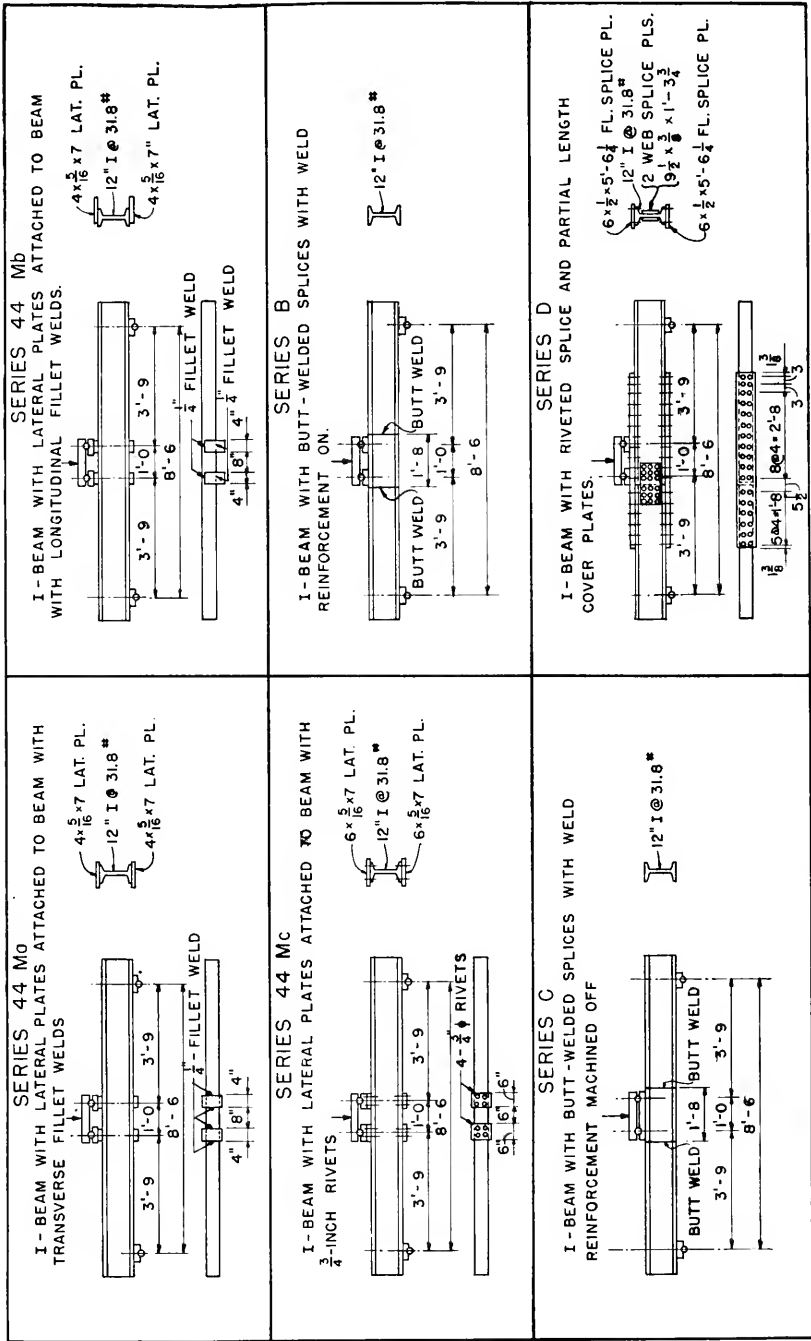 SERIES 44 Ma
I-BEAM WITH LATERAL PLATES ATTACHED TO BEAM WITH
TRANSVERSE FILLET WELDS
4 x 5/16 x 7 LAT. PL.
12" I @ 31.8#
4 x 5/16 x 7 LAT. PL.
3'-9
1'-0
3'-9
8'-6
1/4" - FILLET WELD
4"
8"
4"
SERIES 44 Mb
I-BEAM WITH LATERAL PLATES ATTACHED TO BEAM
WITH LONGITUDINAL FILLET WELDS.
4 x 5/16 x 7 LAT. PL.
12" I @ 31.8#
4 x 5/16 x 7" LAT. PL.
3'-9
1'-0
3'-9
8'-6
1/4" FILLET WELD
4"
8"
4"
1/4" FILLET WELD
SERIES 44 Mc
I-BEAM WITH LATERAL PLATES ATTACHED TO BEAM WITH
3/4-INCH RIVETS
6 x 5/16 x 7 LAT. PL.
12" I @ 31.8#
6 x 5/16 x 7 LAT. PL.
3'-9
1'-0
3'-9
8'-6
4-3/4" ϕ RIVETS
6"
6"
6"
SERIES B
I-BEAM WITH BUTT-WELDED SPLICES WITH WELD
REINFORCEMENT ON.
12" I @ 31.8#
BUTT WELD
BUTT WELD
3'-9
1'-8
1'-0
3'-9
8'-6
SERIES C
I-BEAM WITH BUTT-WELDED SPLICES WITH WELD
REINFORCEMENT MACHINED OFF
12" I @ 31.8#
BUTT WELD
1'-8
BUTT WELD
3'-9
1'-0
3'-9
8'-6
SERIES D
I-BEAM WITH RIVETED SPLICE AND PARTIAL LENGTH
COVER PLATES.
6 x 1/2 x 5'-6 1/4 FL. SPLICE PL.
12" I @ 31.8#
2 WEB SPLICE PLS.
9 1/2 x 3/8 x 1'-3 3/4
6 x 1/2 x 5'-6 1/4 FL. SPLICE PL.
3'-9
1'-0
3'-9
8'-6
1 3/8
5@4=1'-8
5 1/2
8@4=2'-8
3
3
1 3/8